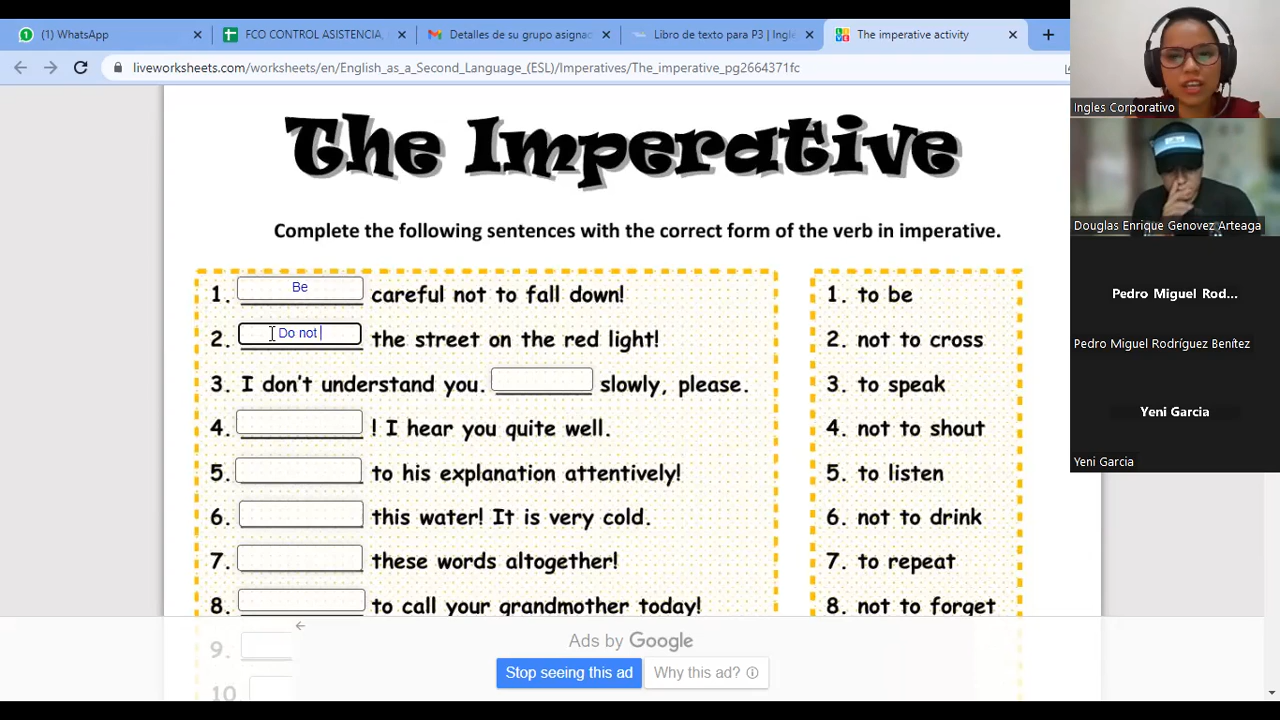 (1) WhatsApp
FCO CONTROL ASISTENCIA,
Detalles de su grupo asignac
Libro de texto para P3 | Ingle
The imperative activity
liveworksheets.com/worksheets/en/English_as_a_Second_Language_(ESL)/Imperatives/The_imperative_pg2664371fc
Ingles Corporativo
The Imperative
Complete the following sentences with the correct form of the verb in imperative.
1. Be careful not to fall down!
2. Do not the street on the red light!
3. I don't understand you. slowly, please.
4. ! I hear you quite well.
5. to his explanation attentively!
6. this water! It is very cold.
7. these words altogether!
8. to call your grandmother today!
9.
10
1. to be
2. not to cross
3. to speak
4. not to shout
5. to listen
6. not to drink
7. to repeat
8. not to forget
Ads by Google
Stop seeing this ad
Why this ad?
Douglas Enrique Genovez Arteaga
Pedro Miguel Rod...
Pedro Miguel Rodríguez Benítez
Yeni Garcia
Yeni Garcia